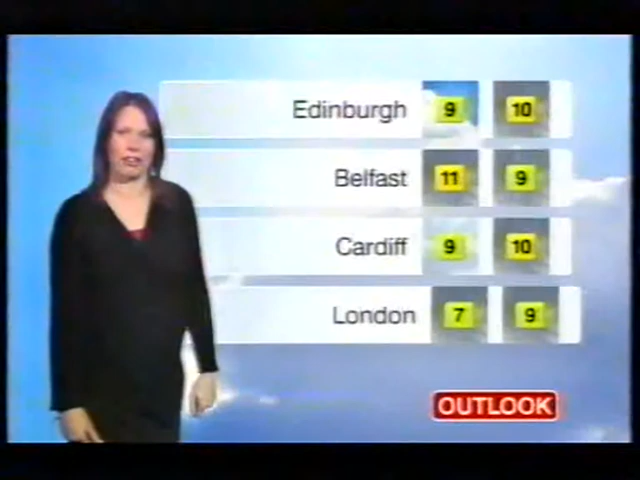 Edinburgh 9 10
Belfast 11 9
Cardiff 9 10
London 7 9
OUTLOOK